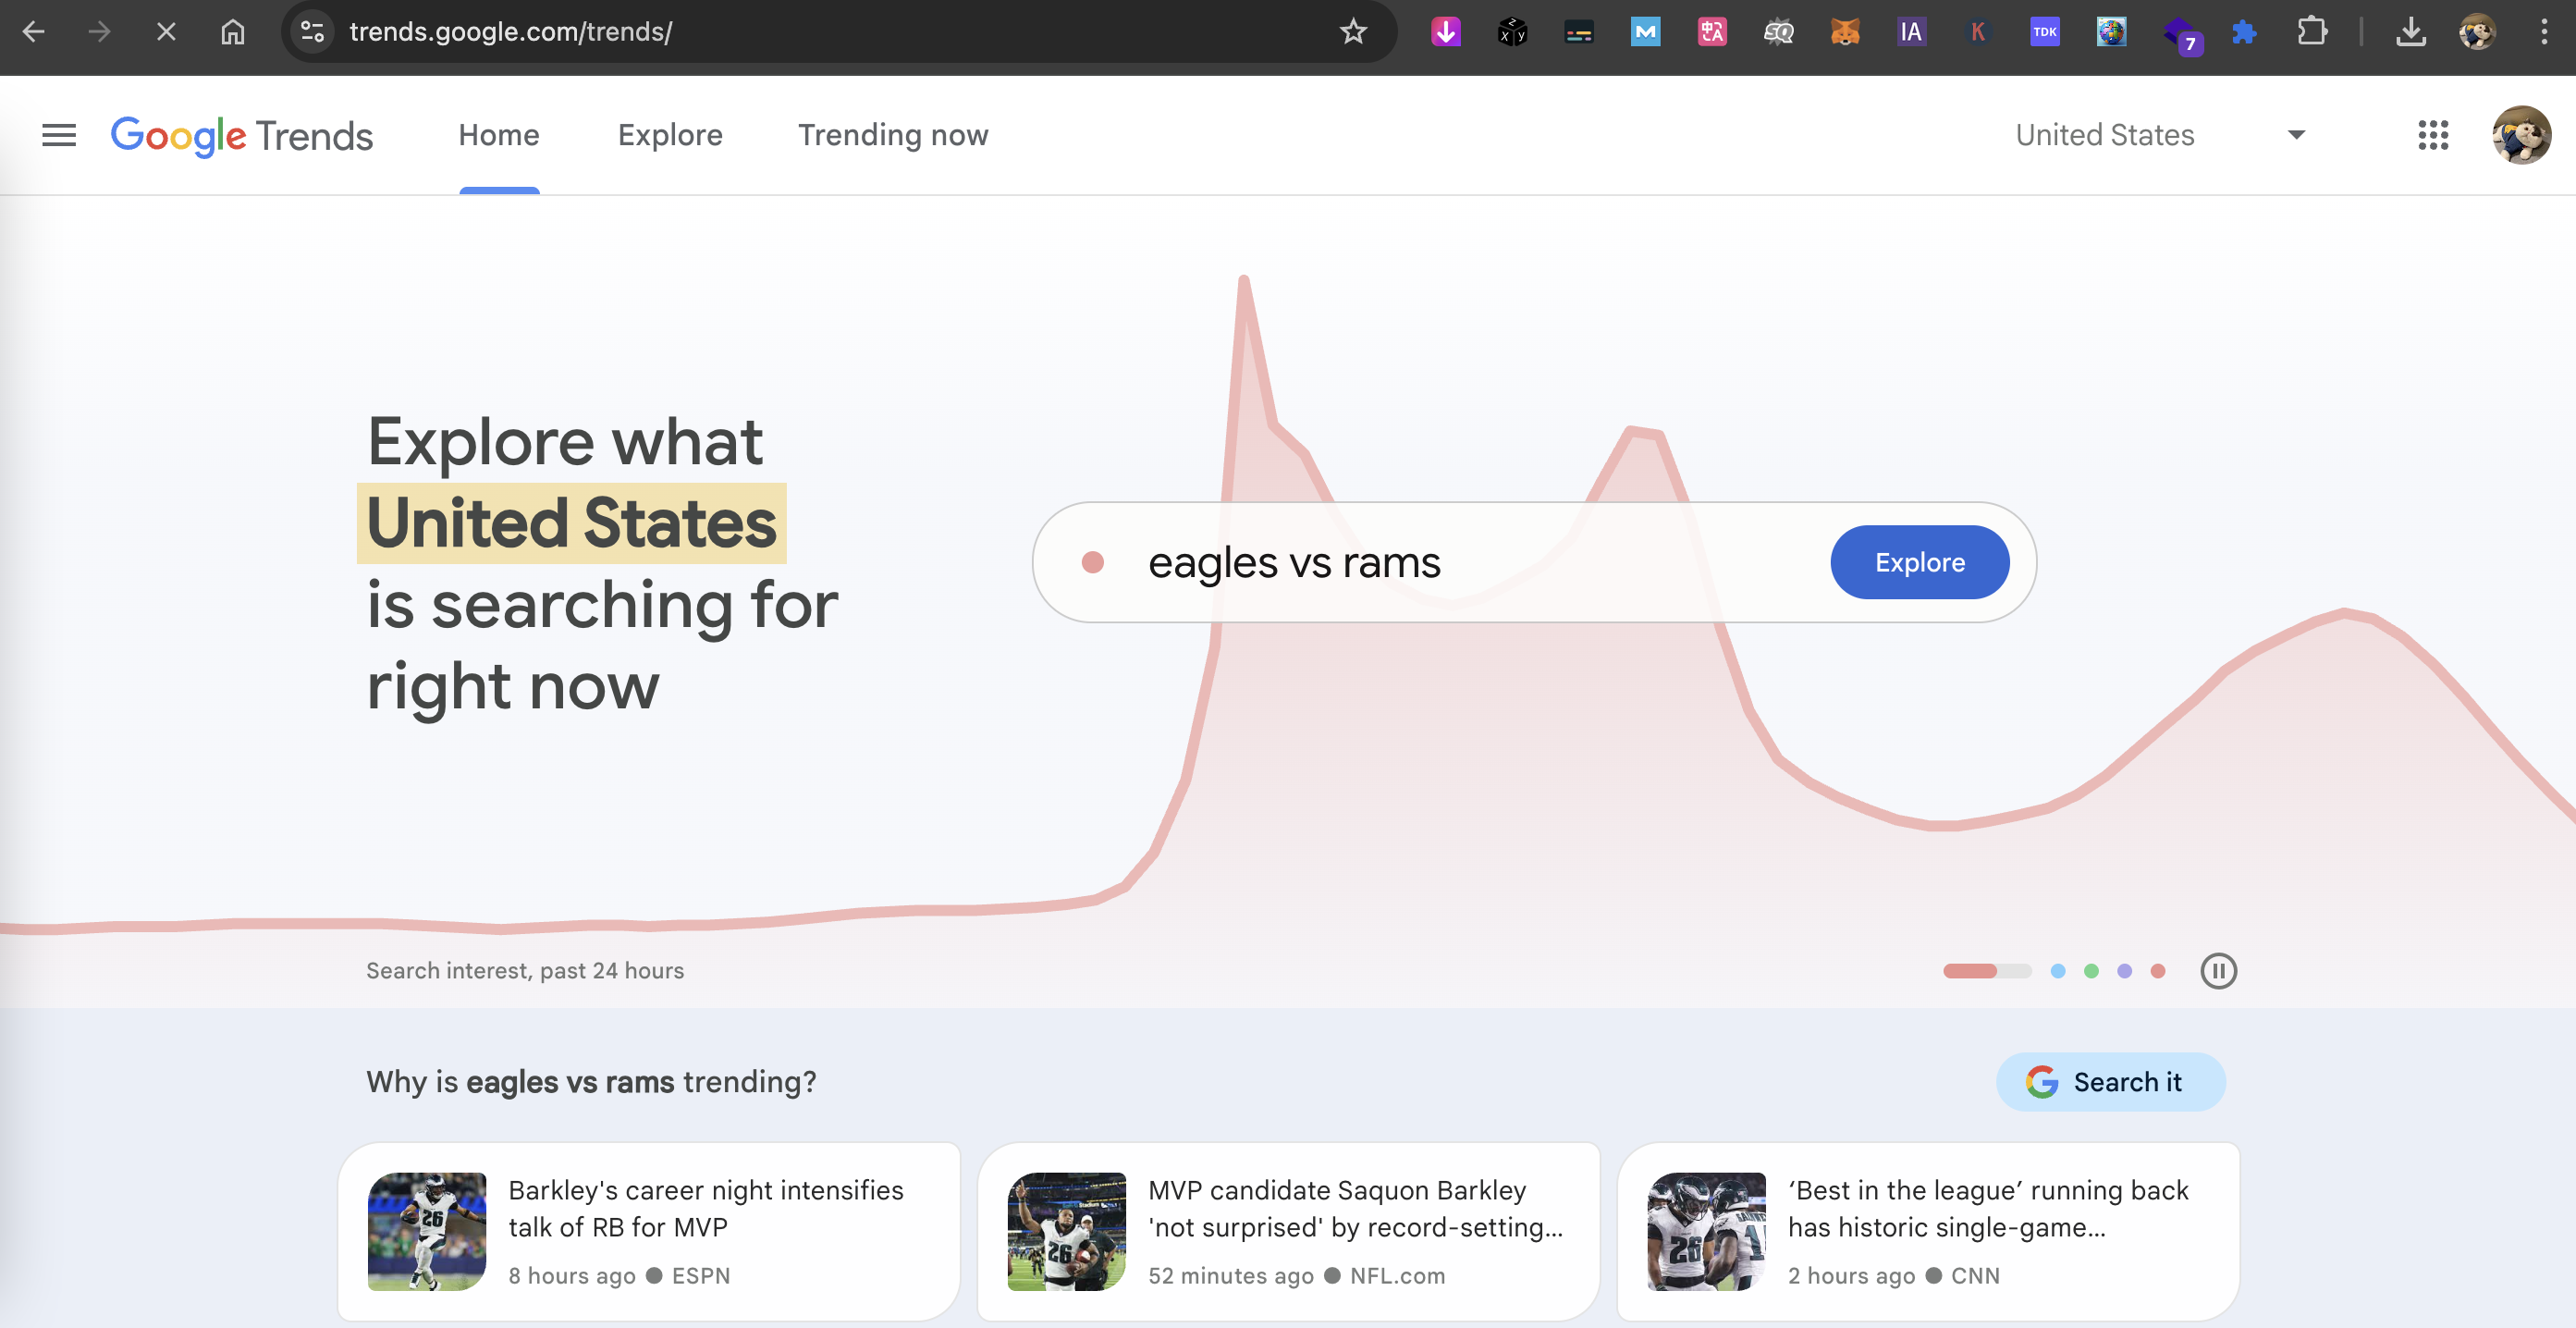 trends.google.com/trends/
IA
K
TDK
7
Google Trends
Home
Explore
Trending now
United States
Explore what
United States
is searching for
right now
eagles vs rams
Explore
Search interest, past 24 hours
Why is eagles vs rams trending?
Search it
Barkley's career night intensifies
talk of RB for MVP
8 hours ago ● ESPN
MVP candidate Saquon Barkley
'not surprised' by record-setting...
52 minutes ago ● NFL.com
‘Best in the league’ running back
has historic single-game...
2 hours ago ● CNN